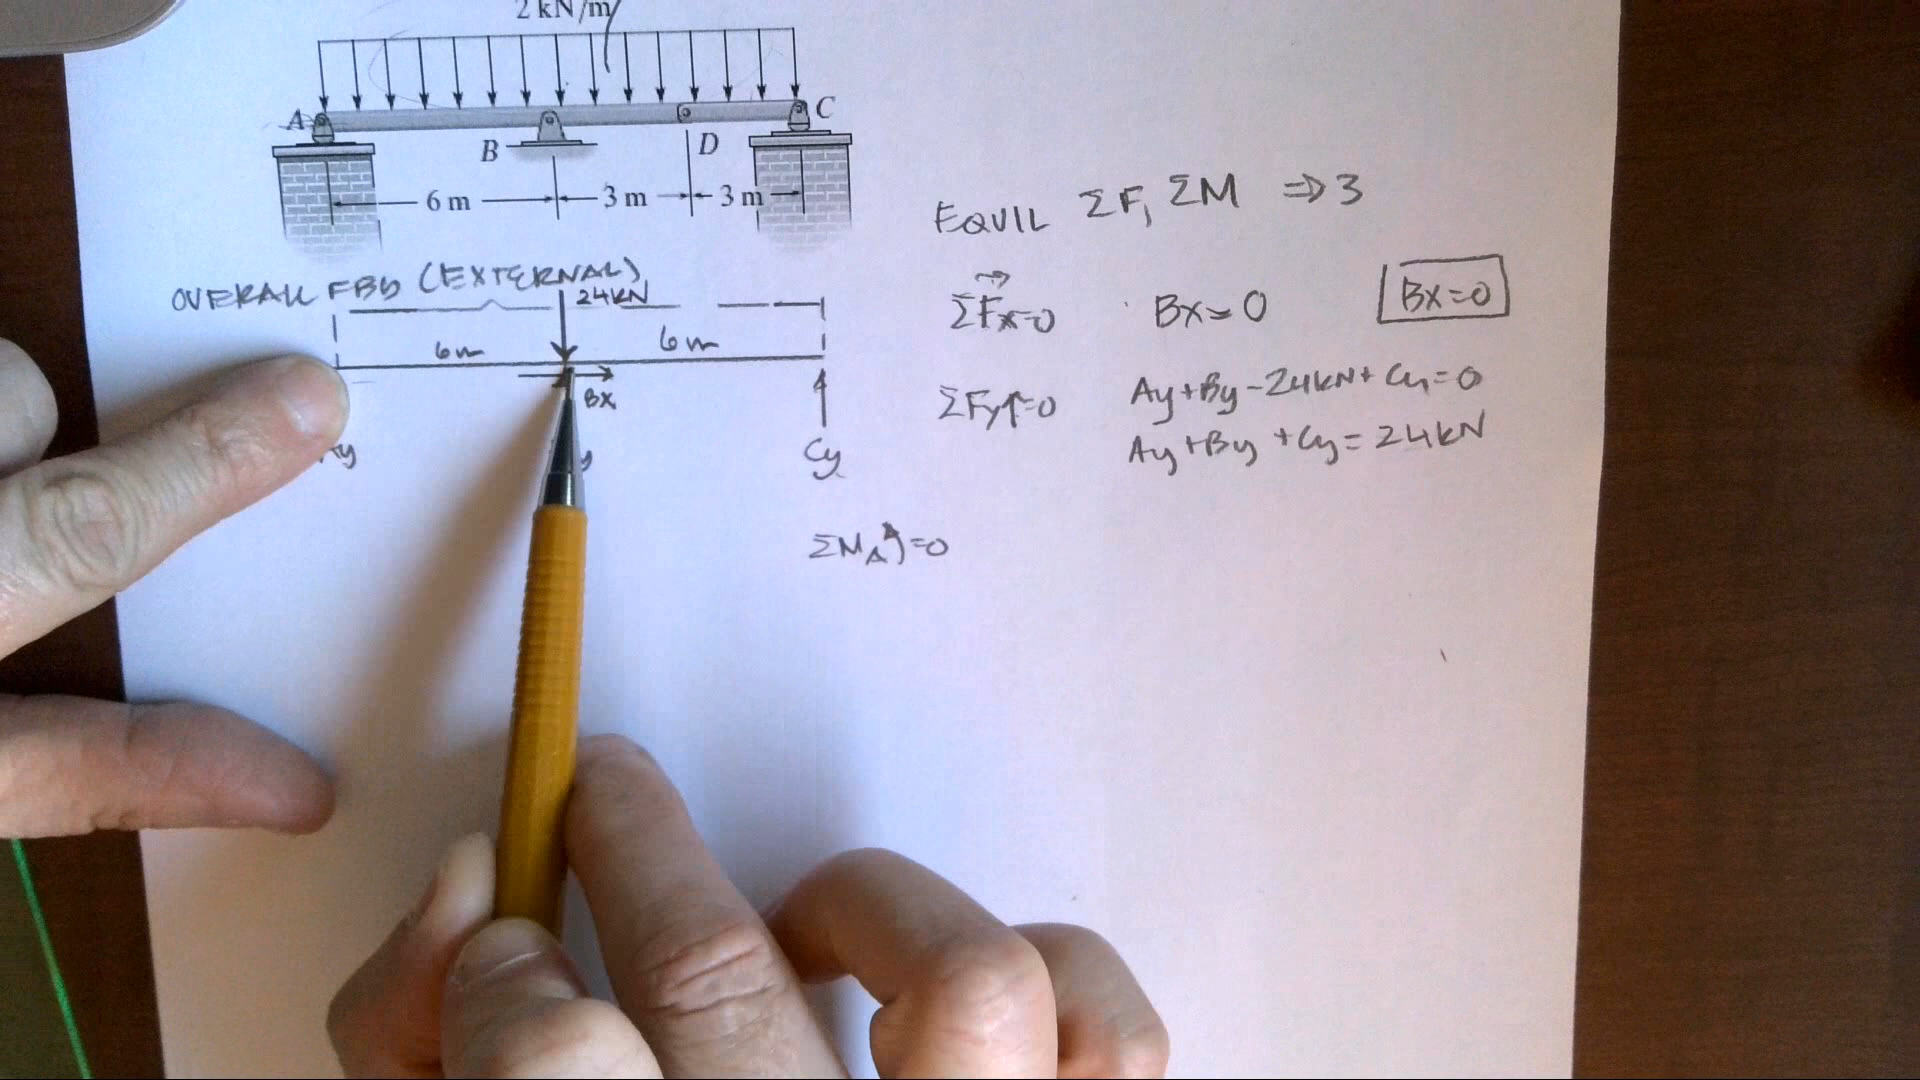 2 kN/m
A
C
B
D
6 m
3 m
3 m
EQUIL ΣF, ΣM ⇒ 3
OVERALL FBD (EXTERNAL)
24kN
6m
6m
BX
Cy
ΣFx=0 BX=0 BX=0
ΣFy↑=0 Ay+By-24kN+Cy=0
Ay+By+Cy=24kN
ΣMA=0